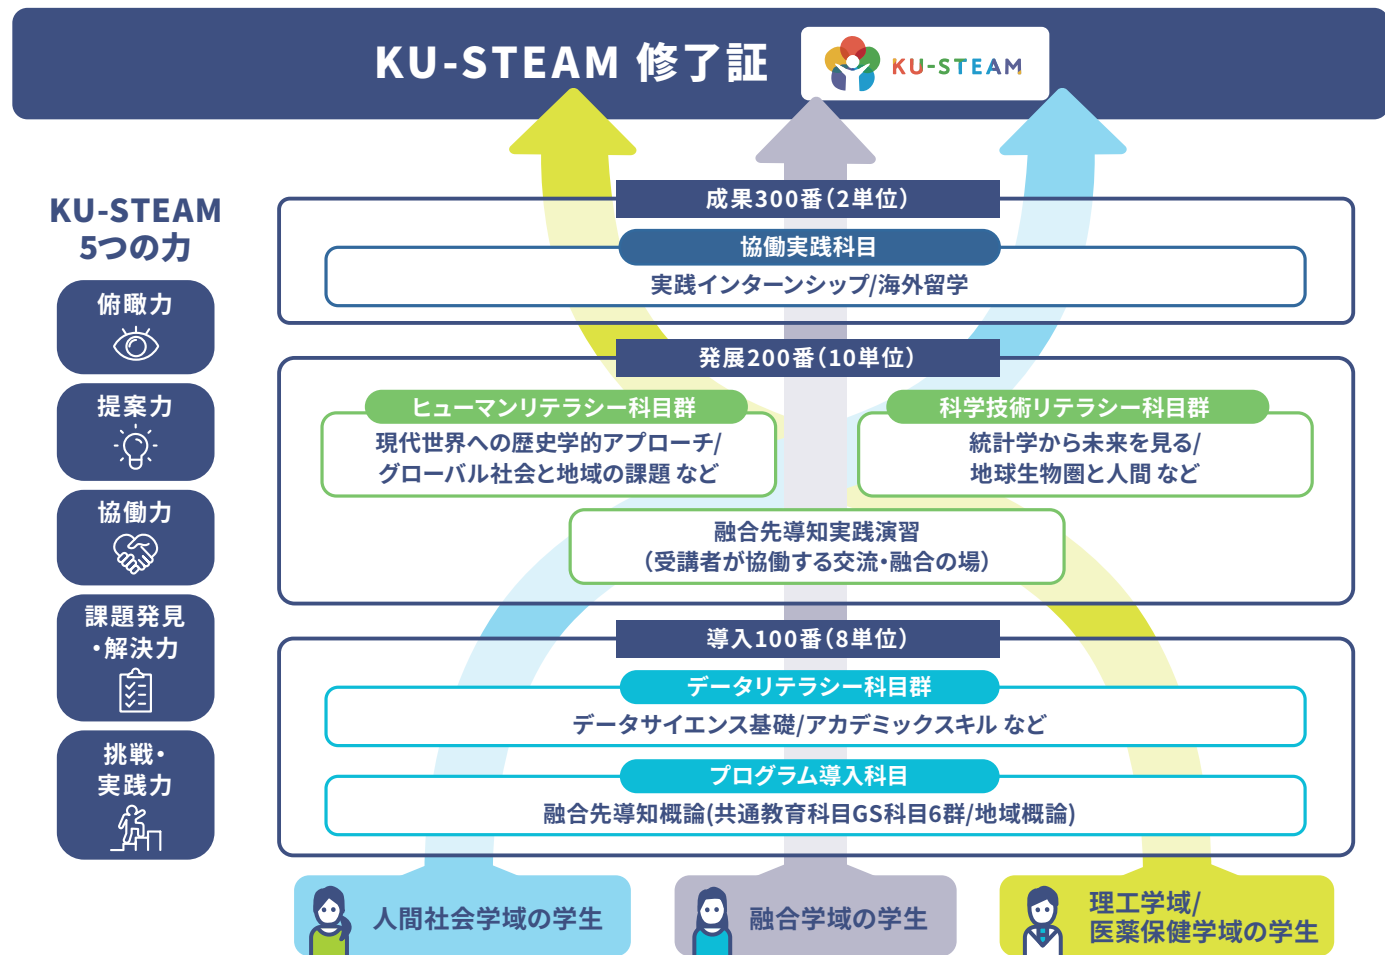 KU-STEAM 修了証
KU-STEAM
KU-STEAM
5つの力
俯瞰力
提案力
協働力
課題発見
・解決力
挑戦・
実践力
成果300番（2単位）
協働実践科目
実践インターンシップ/海外留学
発展200番（10単位）
ヒューマンリテラシー科目群
現代世界への歴史学的アプローチ/
グローバル社会と地域の課題 など
科学技術リテラシー科目群
統計学から未来を見る/
地球生物圏と人間 など
融合先導知実践演習
（受講者が協働する交流・融合の場）
導入100番（8単位）
データリテラシー科目群
データサイエンス基礎/アカデミックスキル など
プログラム導入科目
融合先導知概論(共通教育科目GS科目6群/地域概論)
人間社会学域の学生
融合学域の学生
理工学域/
医薬保健学域の学生